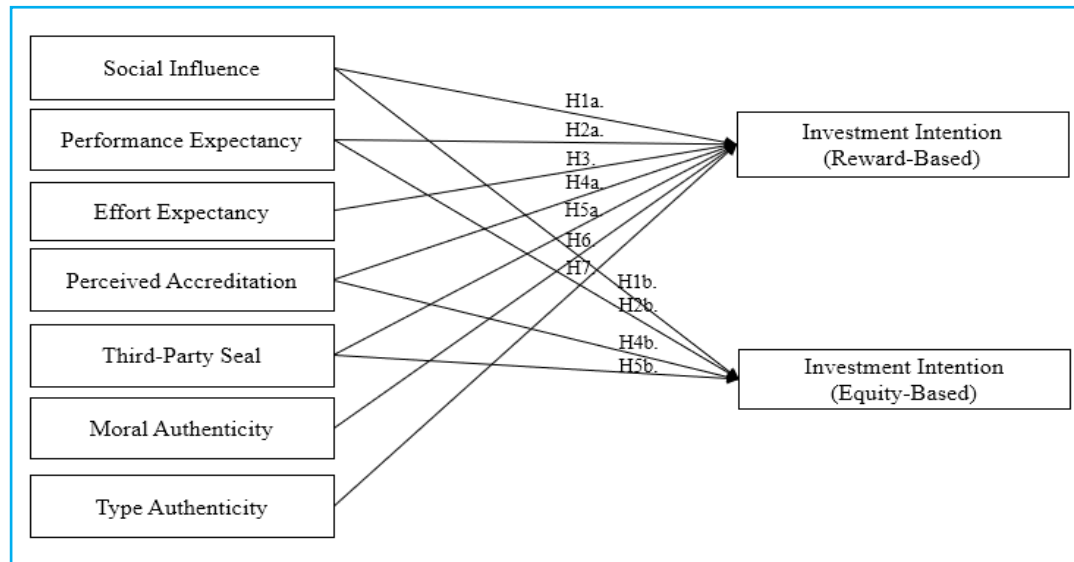 Social Influence
Performance Expectancy
Effort Expectancy
Perceived Accreditation
Third-Party Seal
Moral Authenticity
Type Authenticity
H1a.
H2a.
H3.
H4a.
H5a.
H6.
H7
H1b.
H2b.
H4b.
H5b.
Investment Intention
(Reward-Based)
Investment Intention
(Equity-Based)